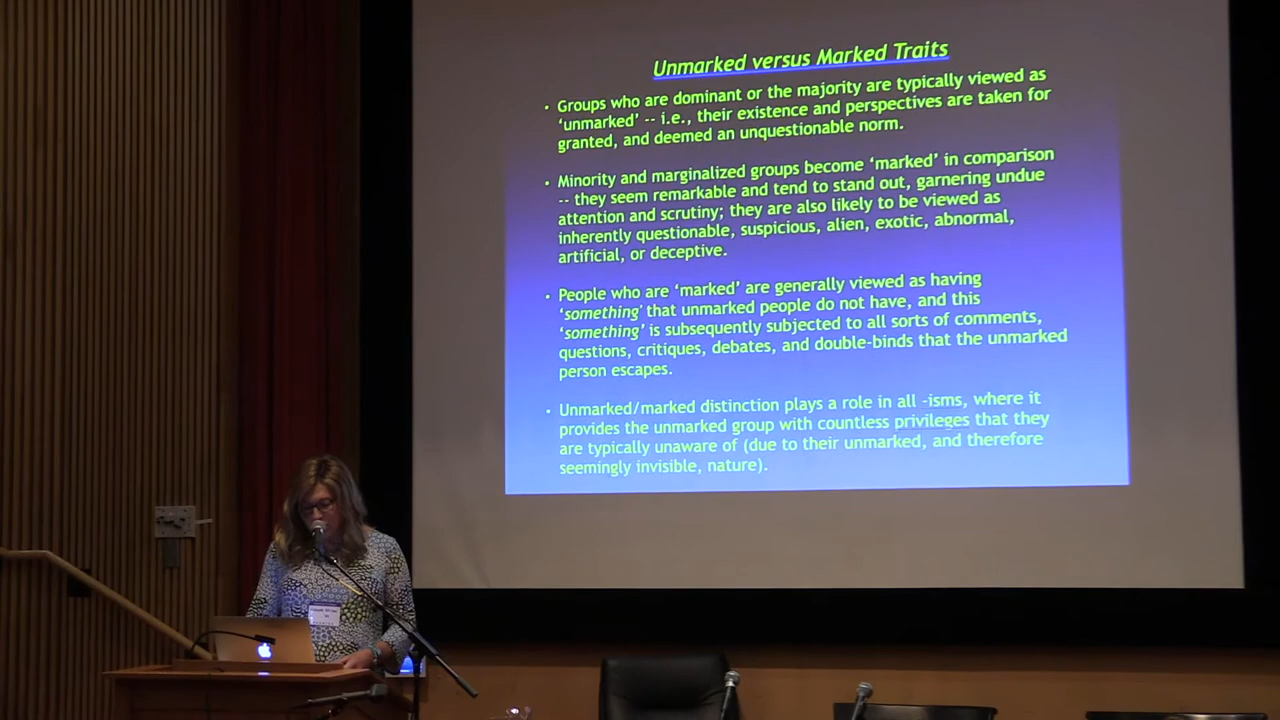 Unmarked versus Marked Traits
• Groups who are dominant or the majority are typically viewed as
‘unmarked’ -- i.e., their existence and perspectives are taken for
granted, and deemed an unquestionable norm.
• Minority and marginalized groups become ‘marked’ in comparison
-- they seem remarkable and tend to stand out, garnering undue
attention and scrutiny; they are also likely to be viewed as
inherently questionable, suspicious, alien, exotic, abnormal,
artificial, or deceptive.
• People who are ‘marked’ are generally viewed as having
‘something’ that unmarked people do not have, and this
‘something’ is subsequently subjected to all sorts of comments,
questions, critiques, debates, and double-binds that the unmarked
person escapes.
• Unmarked/marked distinction plays a role in all -isms, where it
provides the unmarked group with countless privileges that they
are typically unaware of (due to their unmarked, and therefore
seemingly invisible, nature).